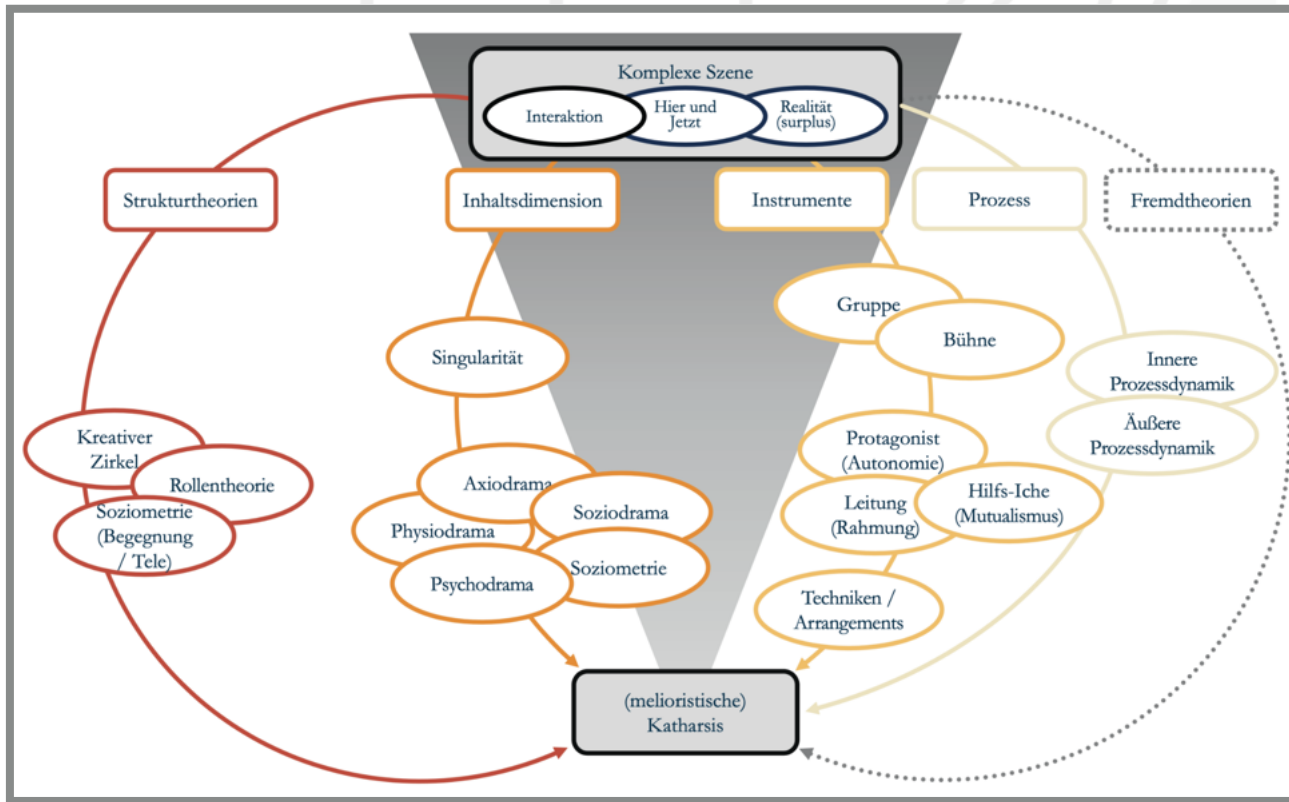 Komplexe Szene
Interaktion
Hier und
Jetzt
Realität
(surplus)
Strukturtheorien
Inhaltsdimension
Instrumente
Prozess
Fremdtheorien
Kreativer
Zirkel
Rollentheorie
Soziometrie
(Begegnung
/ Tele)
Singularität
Axiodrama
Soziodrama
Physiodrama
Soziometrie
Psychodrama
Gruppe
Bühne
Protagonist
(Autonomie)
Leitung
(Rahmung)
Hilfs-Iche
(Mutualismus)
Techniken /
Arrangements
Innere
Prozessdynamik
Äußere
Prozessdynamik
(melioristische)
Katharsis